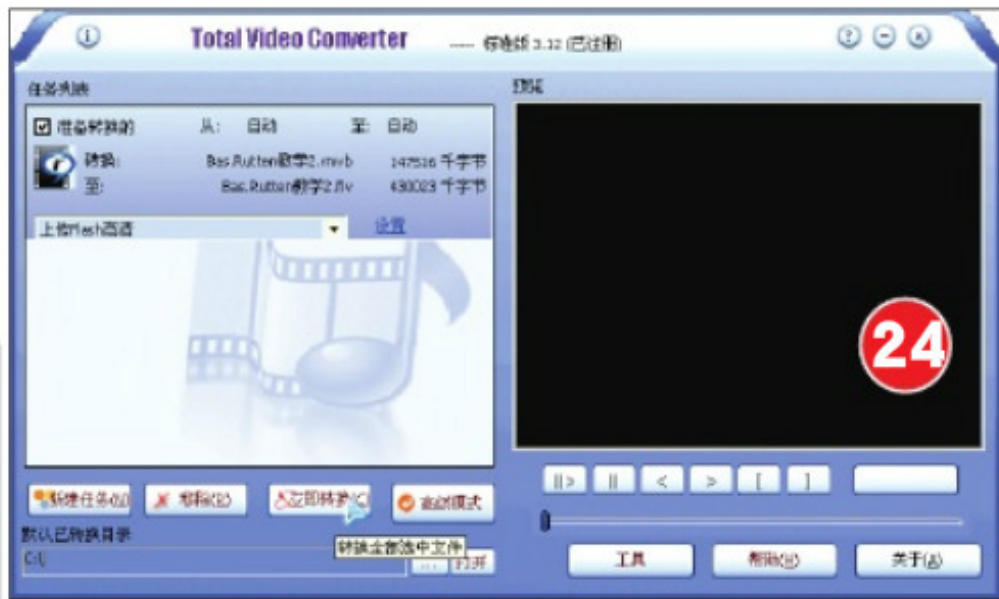 Total Video Converter ---- 标准版 3.12 (已注册)
任务列表
预览
准备转换的 从: 自动 至: 自动
转换: Bas.Rutten教学2.rmvb 147516 千字节
至: Bas.Rutten教学2.flv 430023 千字节
上传Flash高清 设置
24
||> || < > [ ]
新建任务(N) 移除(R) 立即转换(C) 高级模式
默认已转换目录
转换全部选中文件
C:\ ... 打开
工具 帮助(H) 关于(A)